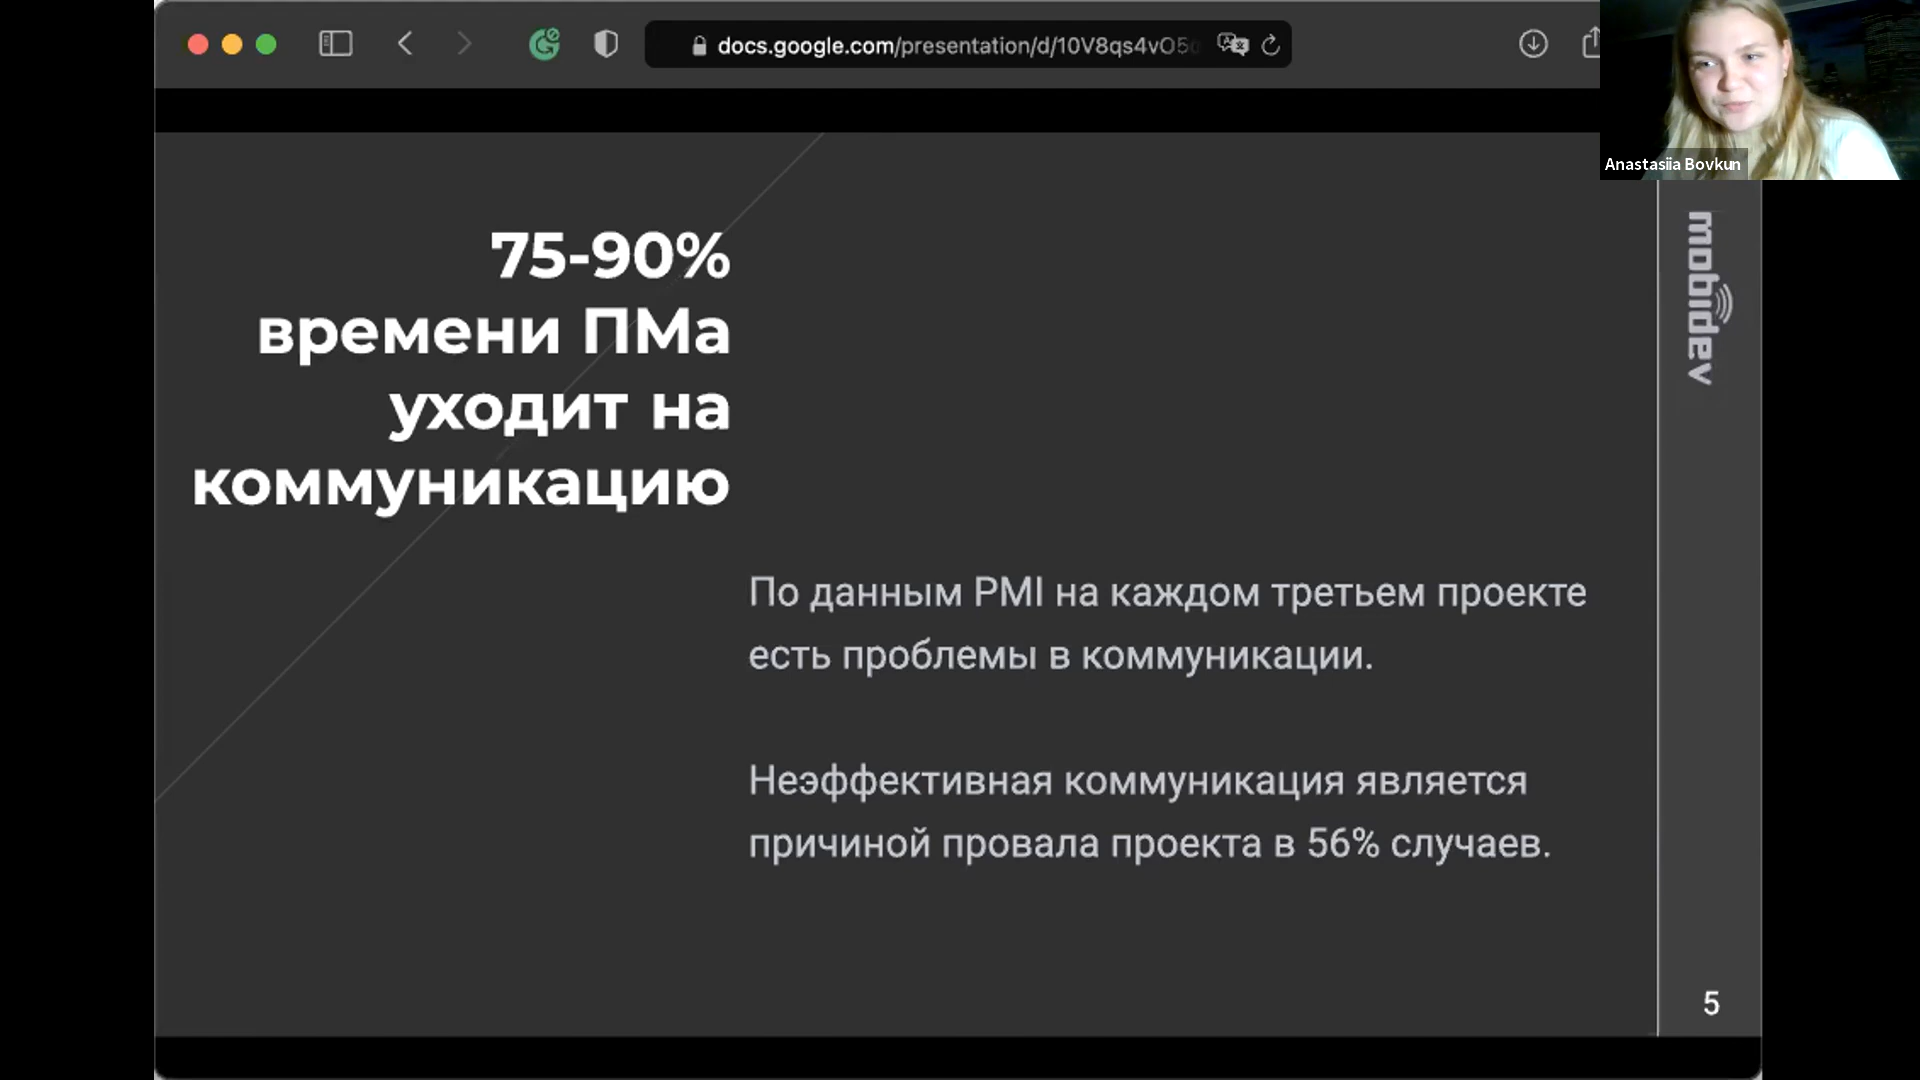 docs.google.com/presentation/d/10V8qs4vO5
Anastasiia Bovkun
75-90%
времени ПМа
уходит на
коммуникацию
По данным PMI на каждом третьем проекте
есть проблемы в коммуникации.
Неэффективная коммуникация является
причиной провала проекта в 56% случаев.
mobidev
5